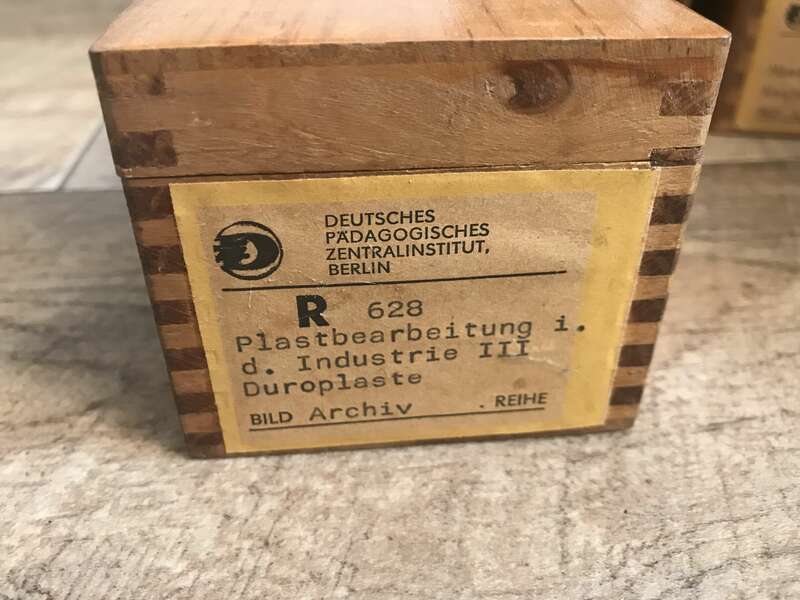 DEUTSCHES
PÄDAGOGISCHES
ZENTRALINSTITUT,
BERLIN
R 628
Plastbearbeitung i.
d. Industrie III
Duroplaste
BILD Archiv . REIHE